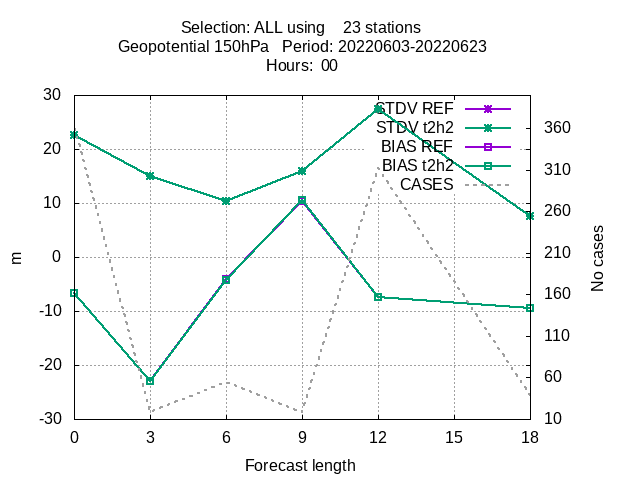 Selection: ALL using 23 stations
Geopotential 150hPa Period: 20220603-20220623
Hours: 00
30
20
10
0
-10
-20
-30
m
STDV REF
STDV t2h2
BIAS REF
BIAS t2h2
CASES
360
310
260
210
160
110
60
10
No cases
0 3 6 9 12 15 18
Forecast length